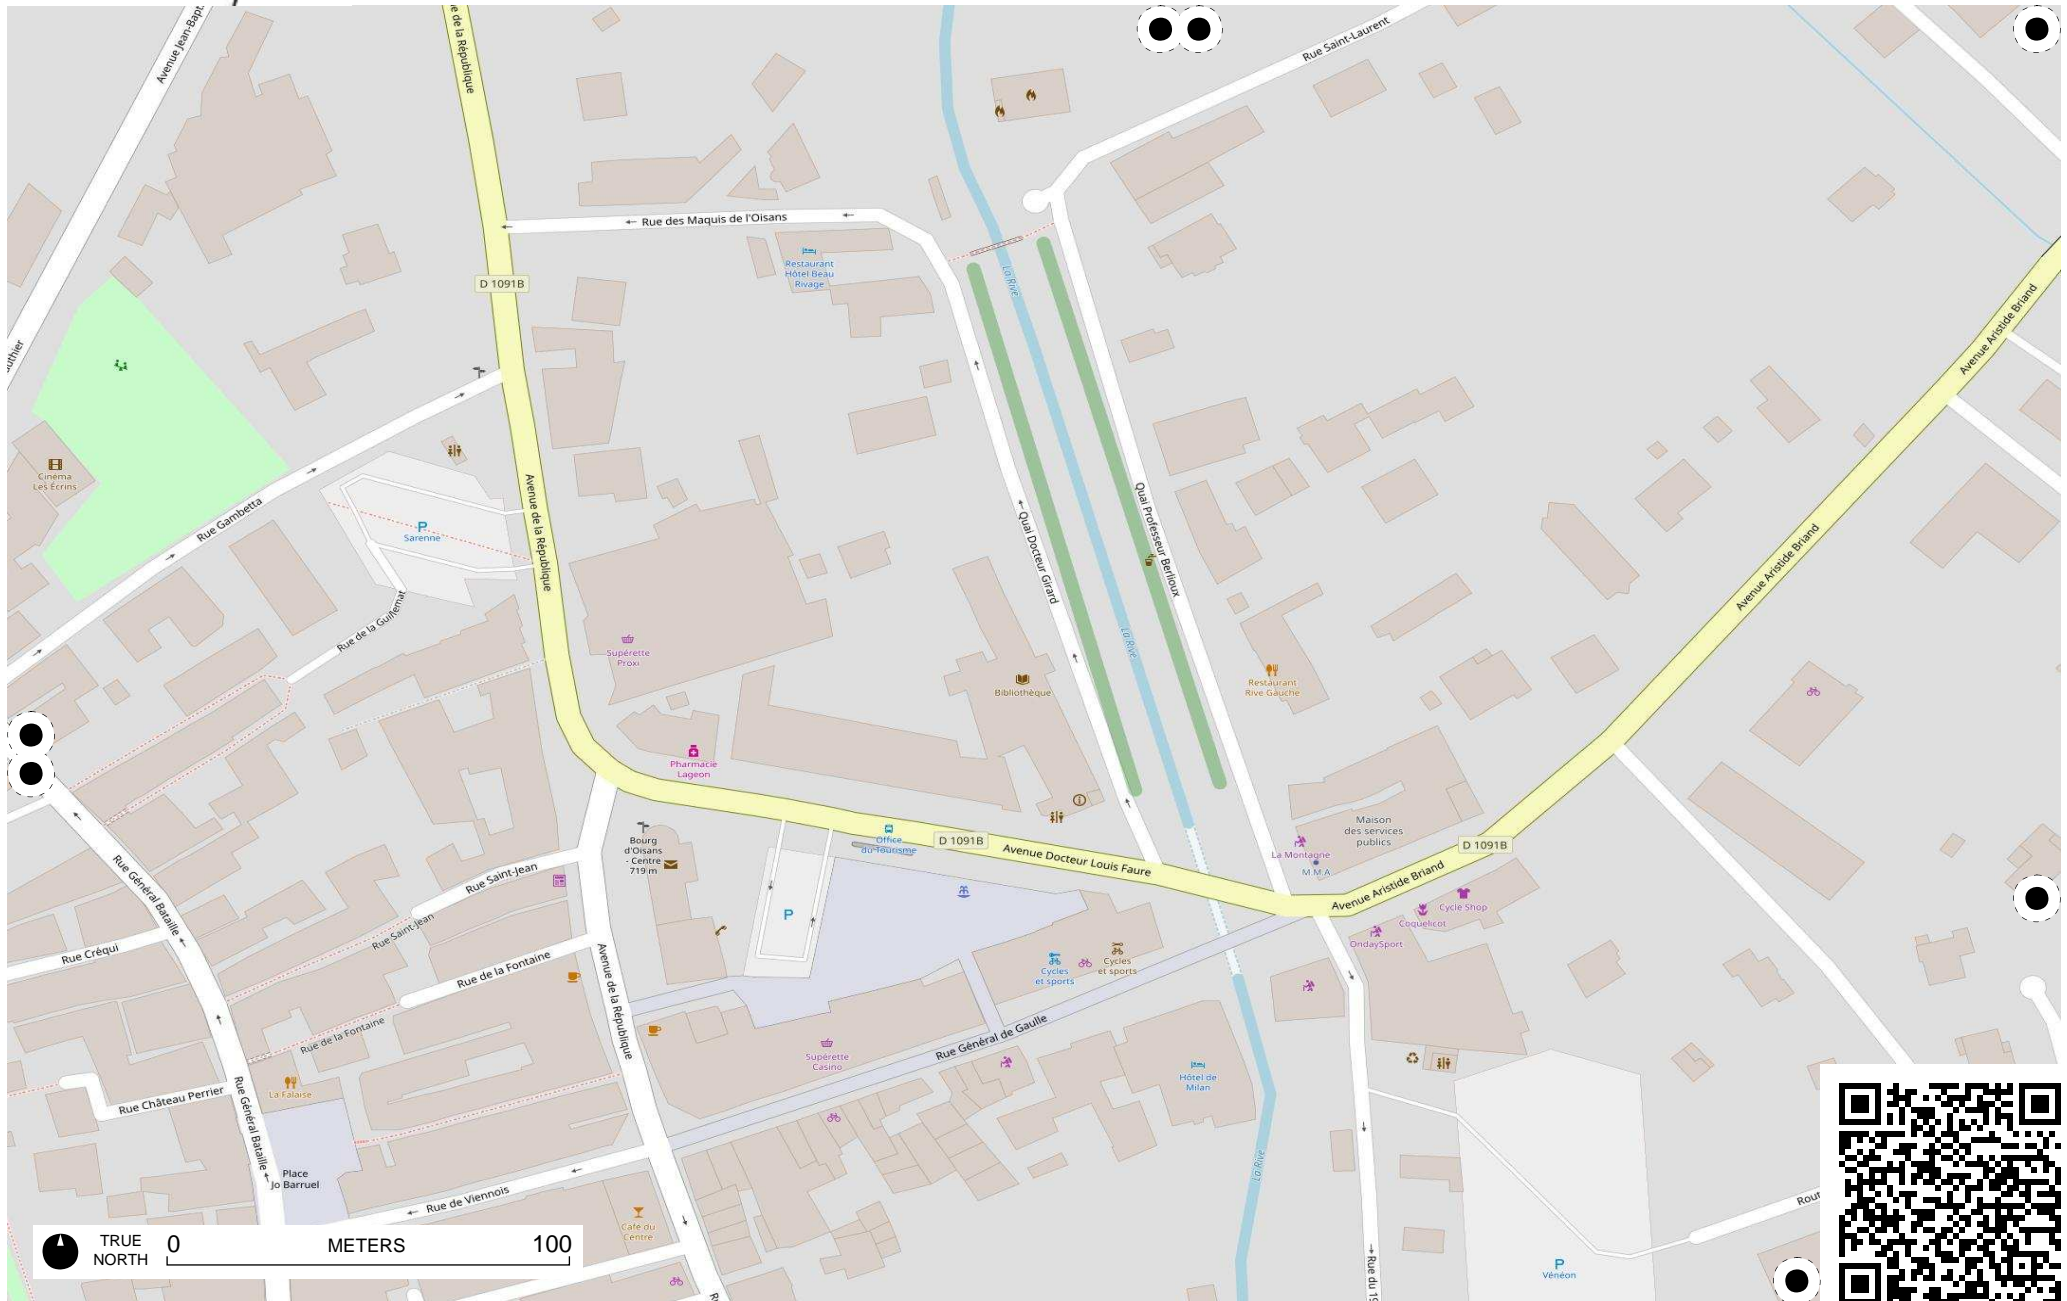 Avenue Jean-Bapt.
Rue Saint-Laurent
e de la République
Rue des Maquis de l'Oisans
Restaurant
Hôtel Beau
Rivage
La Rive
D 1091B
Avenue Aristide Briand
uthier
Cinéma
Les Écrins
Rue Gambetta
P
Sarenne
Avenue de la République
Quai Docteur Girard
Quai Professeur Berlioux
Avenue Aristide Briand
Rue de la Guillemat
Supérette
Proxi
La Rive
Bibliothèque
Restaurant
Rive Gauche
Pharmacie
Lageon
Bourg
d'Oisans
- Centre
719 m
Office
du Tourisme
D 1091B
Avenue Docteur Louis Faure
Maison
des services
publics
La Montagne
M.M.A
D 1091B
Avenue Aristide Briand
Cycle Shop
Coquelicot
OndaySport
Rue Général Bataille
Rue Saint-Jean
Rue Saint-Jean
P
Rue Créqui
Rue de la Fontaine
Rue de la Fontaine
Avenue de la République
Cycles
et sports
Cycles
et sports
Rue Général de Gaulle
Supérette
Casino
Hôtel de
Milan
La Falaise
Rue Château Perrier
Rue Général Bataille
Place
Jo Barruel
Rue de Viennois
La Rive
Café du
Centre
Rout
P
Vénéon
Rue du 19
R
TRUE
NORTH
0 METERS 100